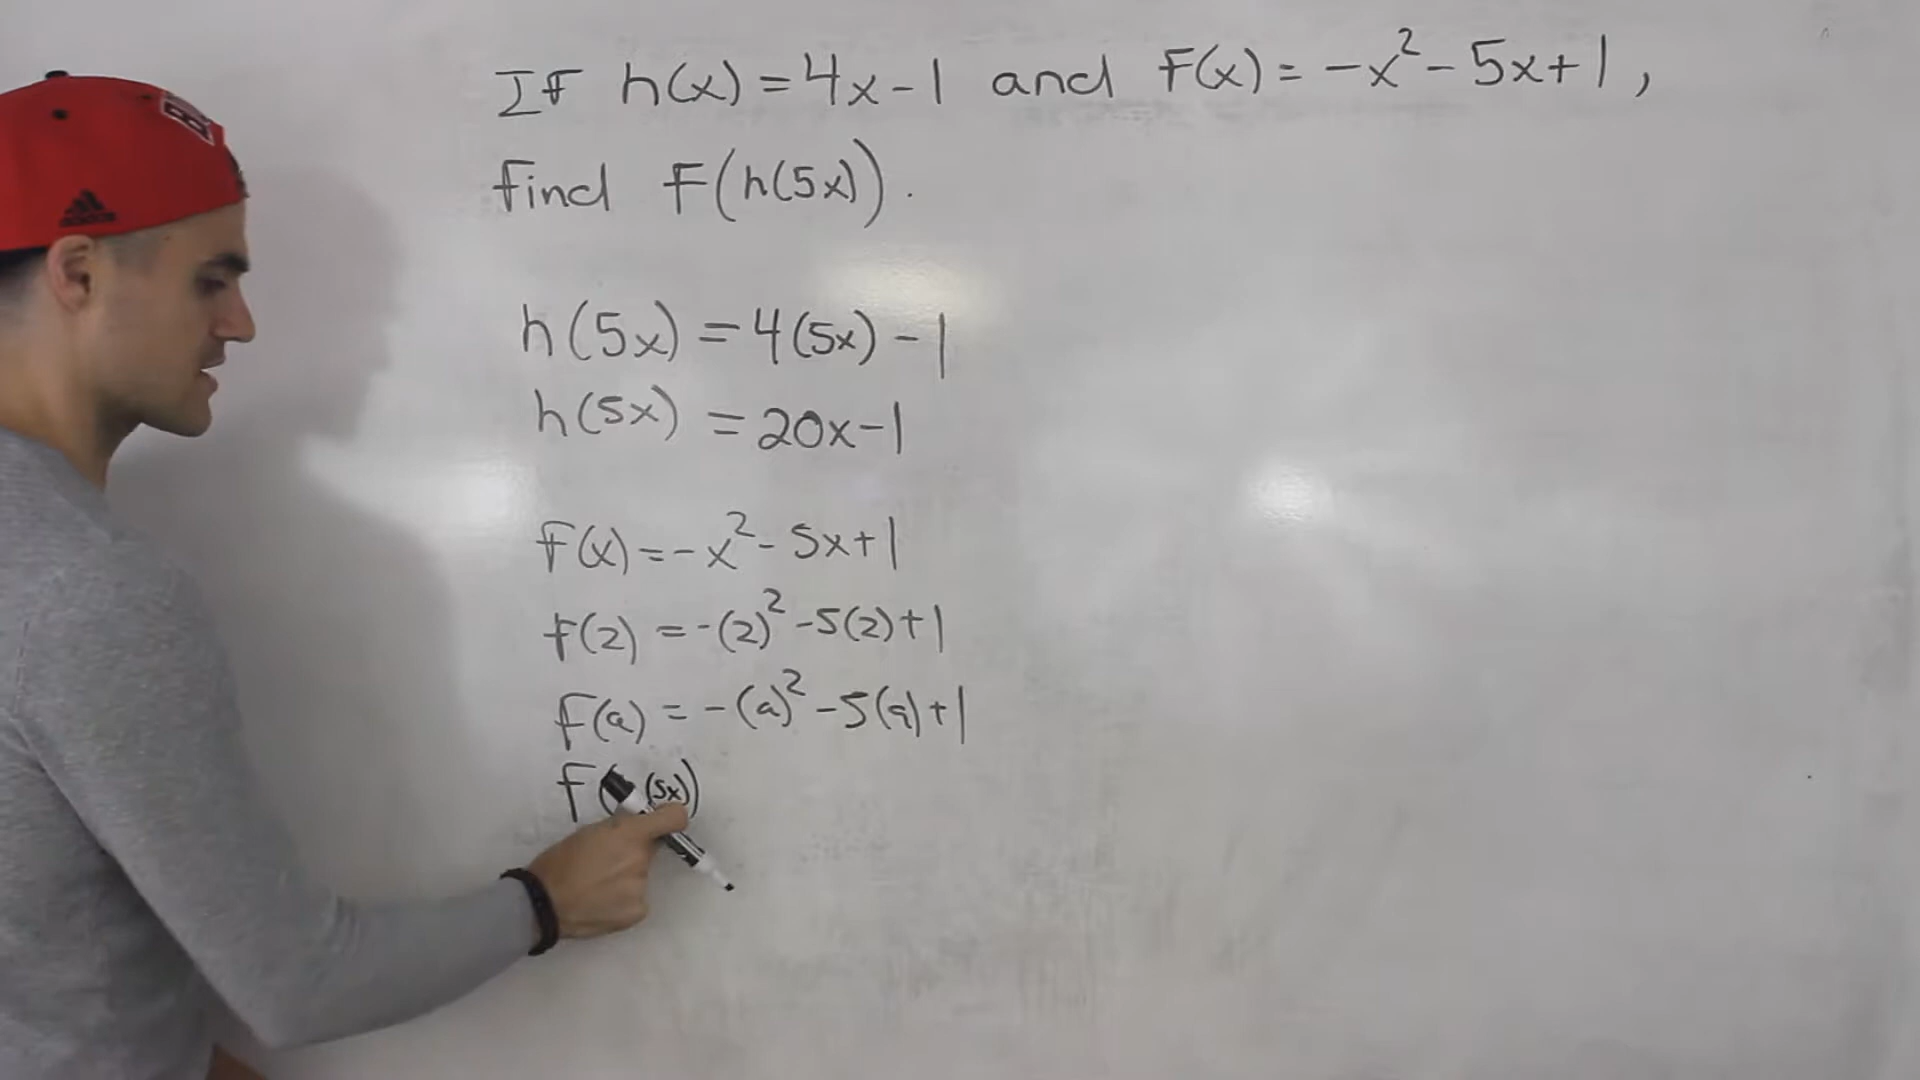 If h(x) = 4x - 1 and F(x) = -x² - 5x + 1,
find F(h(5x)).
h(5x) = 4(5x) - 1
h(5x) = 20x - 1
F(x) = -x² - 5x + 1
f(2) = -(2)² - 5(2) + 1
f(a) = -(a)² - 5(a) + 1
F( (5x))
adidas